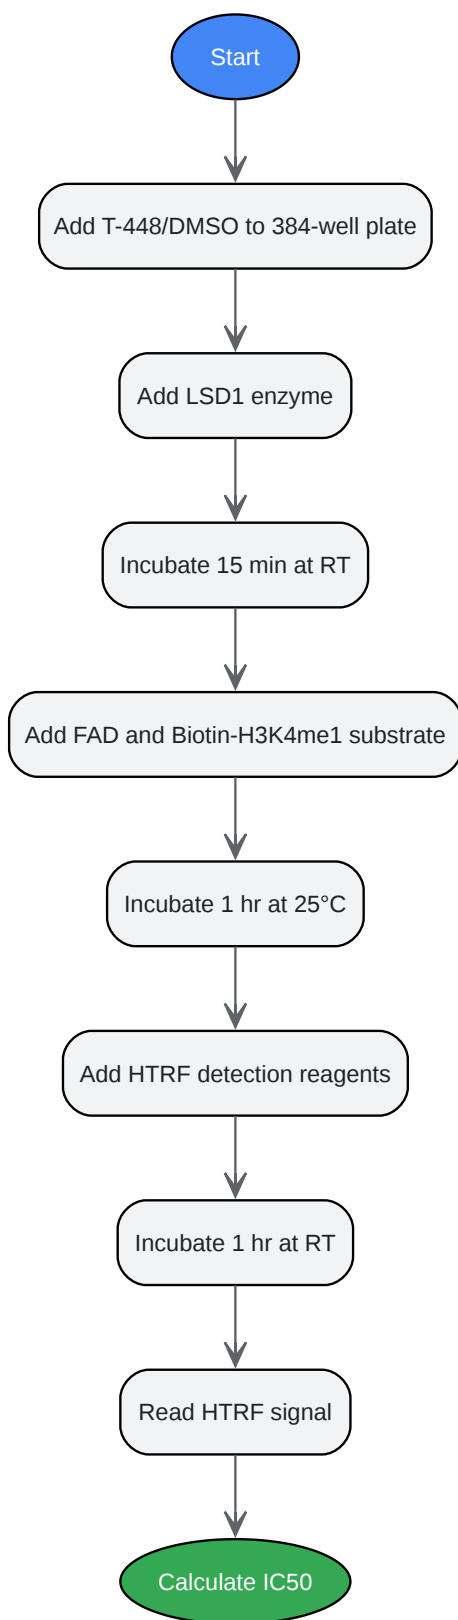 Start
Add T-448/DMSO to 384-well plate
Add LSD1 enzyme
Incubate 15 min at RT
Add FAD and Biotin-H3K4me1 substrate
Incubate 1 hr at 25°C
Add HTRF detection reagents
Incubate 1 hr at RT
Read HTRF signal
Calculate IC50